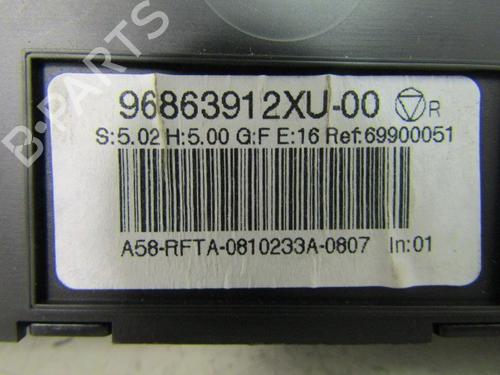 96863912XU-00 R
S:5.02 H:5.00 G:F E:16 Ref:69900051
A58-RFTA-0810233A-0807 In:01
B-PARTS